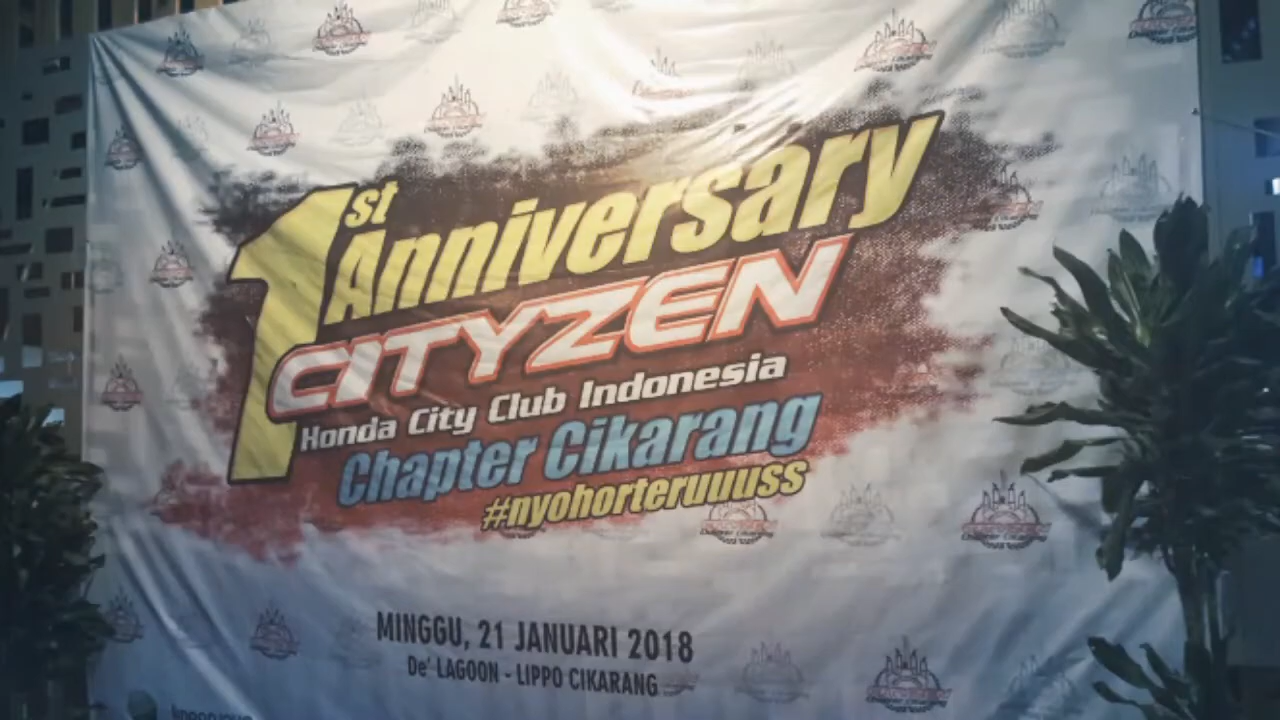 1st Anniversary
CITYZEN
Honda City Club Indonesia
Chapter Cikarang
#nyohorteruuuss
MINGGU, 21 JANUARI 2018
De' LAGOON - LIPPO CIKARANG